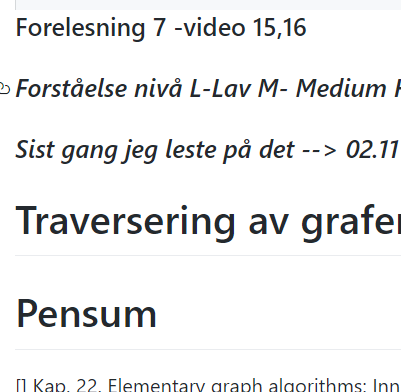 Forelesning 7 -video 15,16
Forståelse nivå L-Lav M- Medium
Sist gang jeg leste på det --> 02.11
Traversering av grafer
Pensum
[] Kap. 22. Elementary graph algorithms: Inn